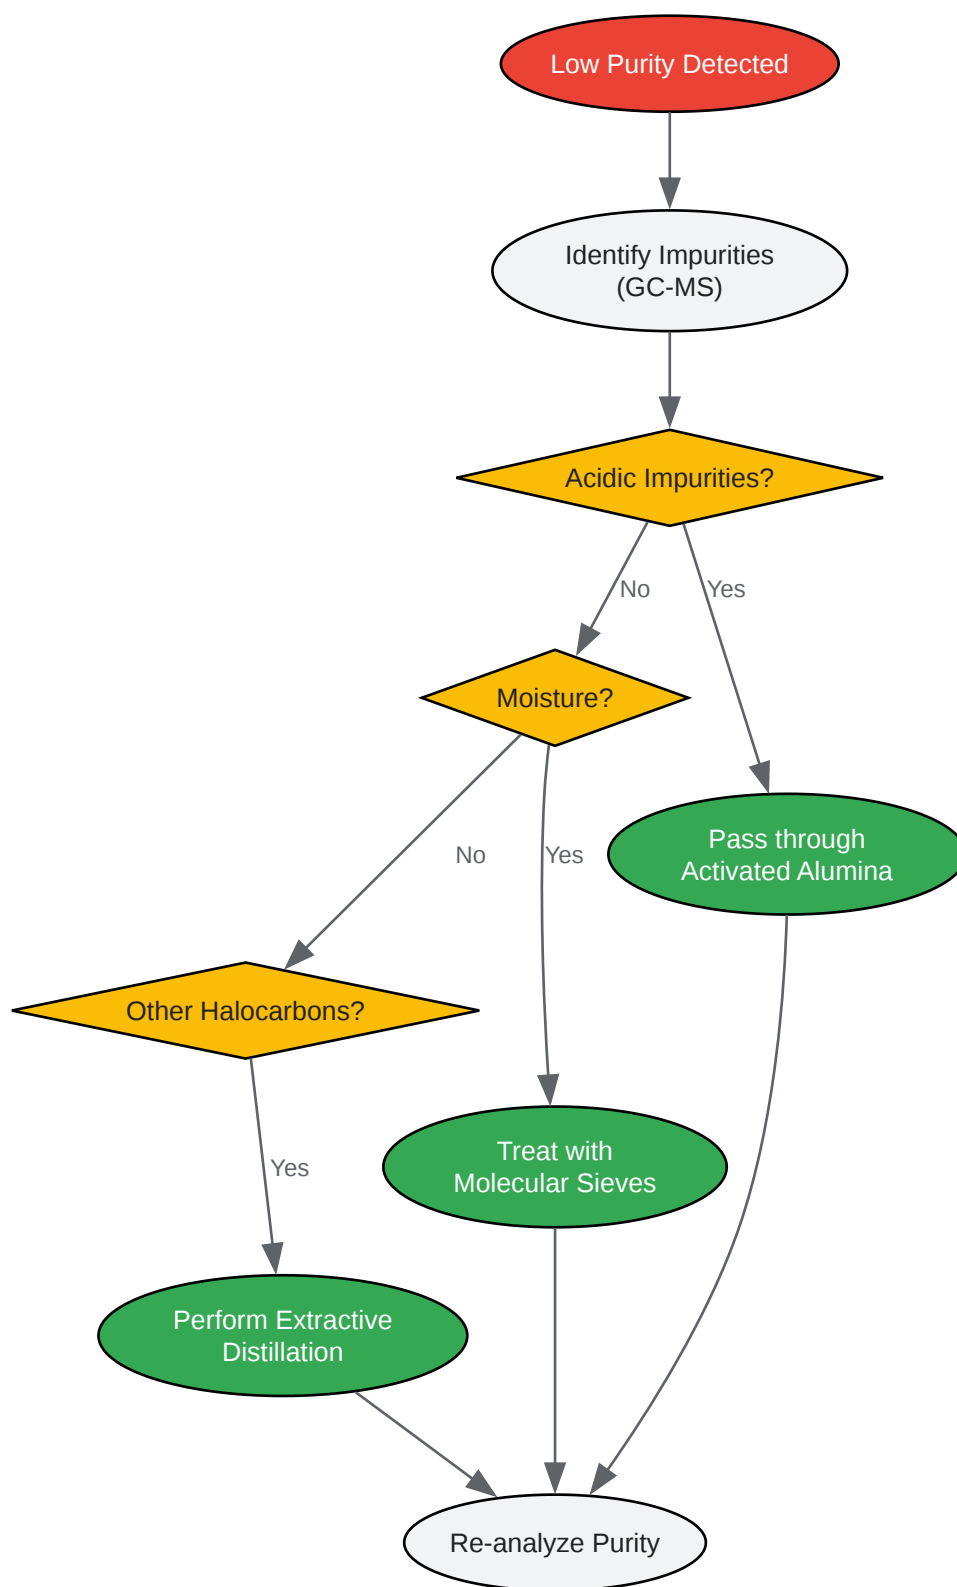 Low Purity Detected
Identify Impurities
(GC-MS)
Acidic Impurities?
No
Yes
Moisture?
Pass through
Activated Alumina
No
Yes
Other Halocarbons?
Treat with
Molecular Sieves
Yes
Perform Extractive
Distillation
Re-analyze Purity